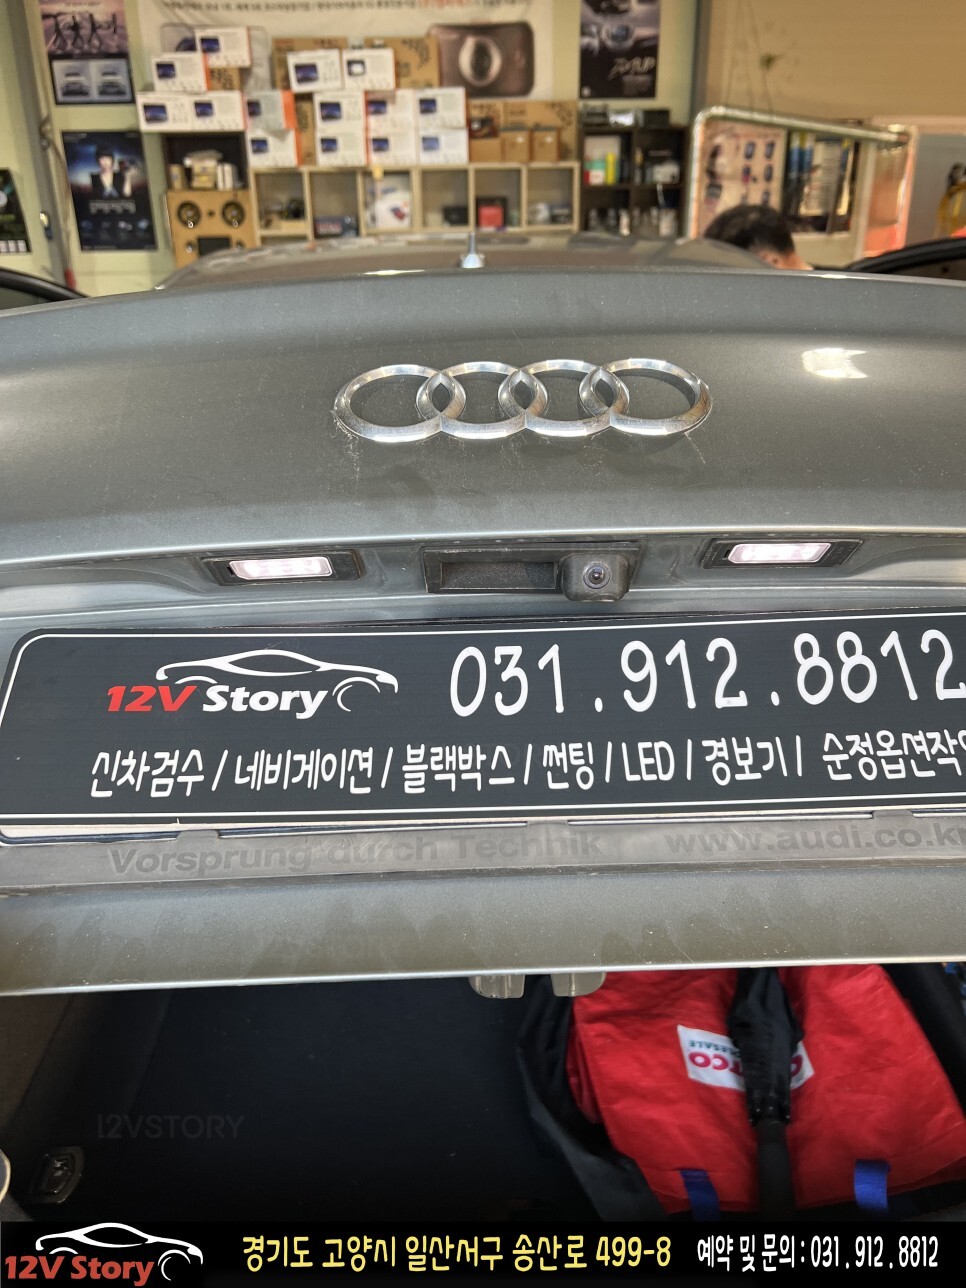 12V Story
031.912.8812
신차검수 / 네비게이션 / 블랙박스 / 썬팅 / LED / 경보기 / 순정옵션작
Vorsprung durch Technik www.audi.co.kr
COSTCO
WHOLESALE
12VSTORY
12V Story
경기도 고양시 일산서구 송산로 499-8 예약 및 문의 : 031.912.8812